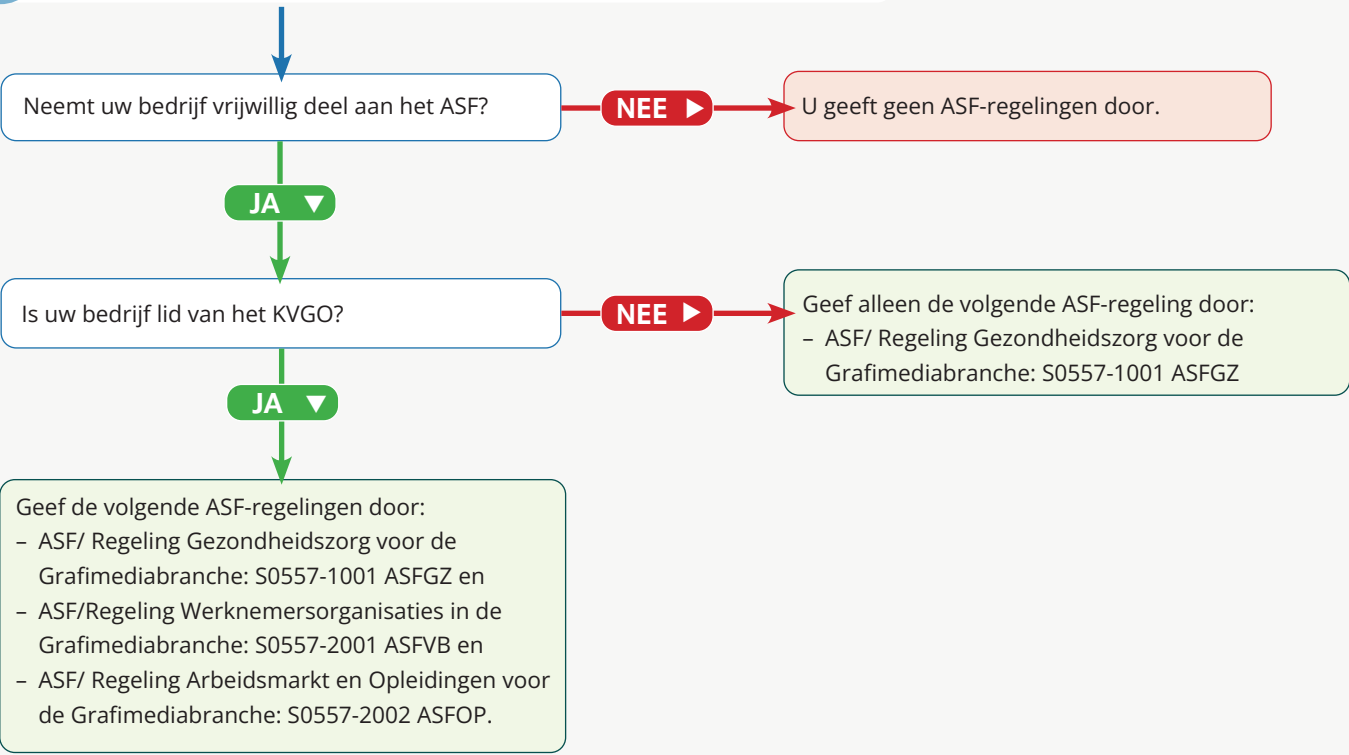 Neemt uw bedrijf vrijwillig deel aan het ASF?
NEE
U geeft geen ASF-regelingen door.
JA
Is uw bedrijf lid van het KVGO?
NEE
Geef alleen de volgende ASF-regeling door:
– ASF/ Regeling Gezondheidszorg voor de
Grafimediabranche: S0557-1001 ASFGZ
JA
Geef de volgende ASF-regelingen door:
– ASF/ Regeling Gezondheidszorg voor de
Grafimediabranche: S0557-1001 ASFGZ en
– ASF/Regeling Werknemersorganisaties in de
Grafimediabranche: S0557-2001 ASFVB en
– ASF/ Regeling Arbeidsmarkt en Opleidingen voor
de Grafimediabranche: S0557-2002 ASFOP.